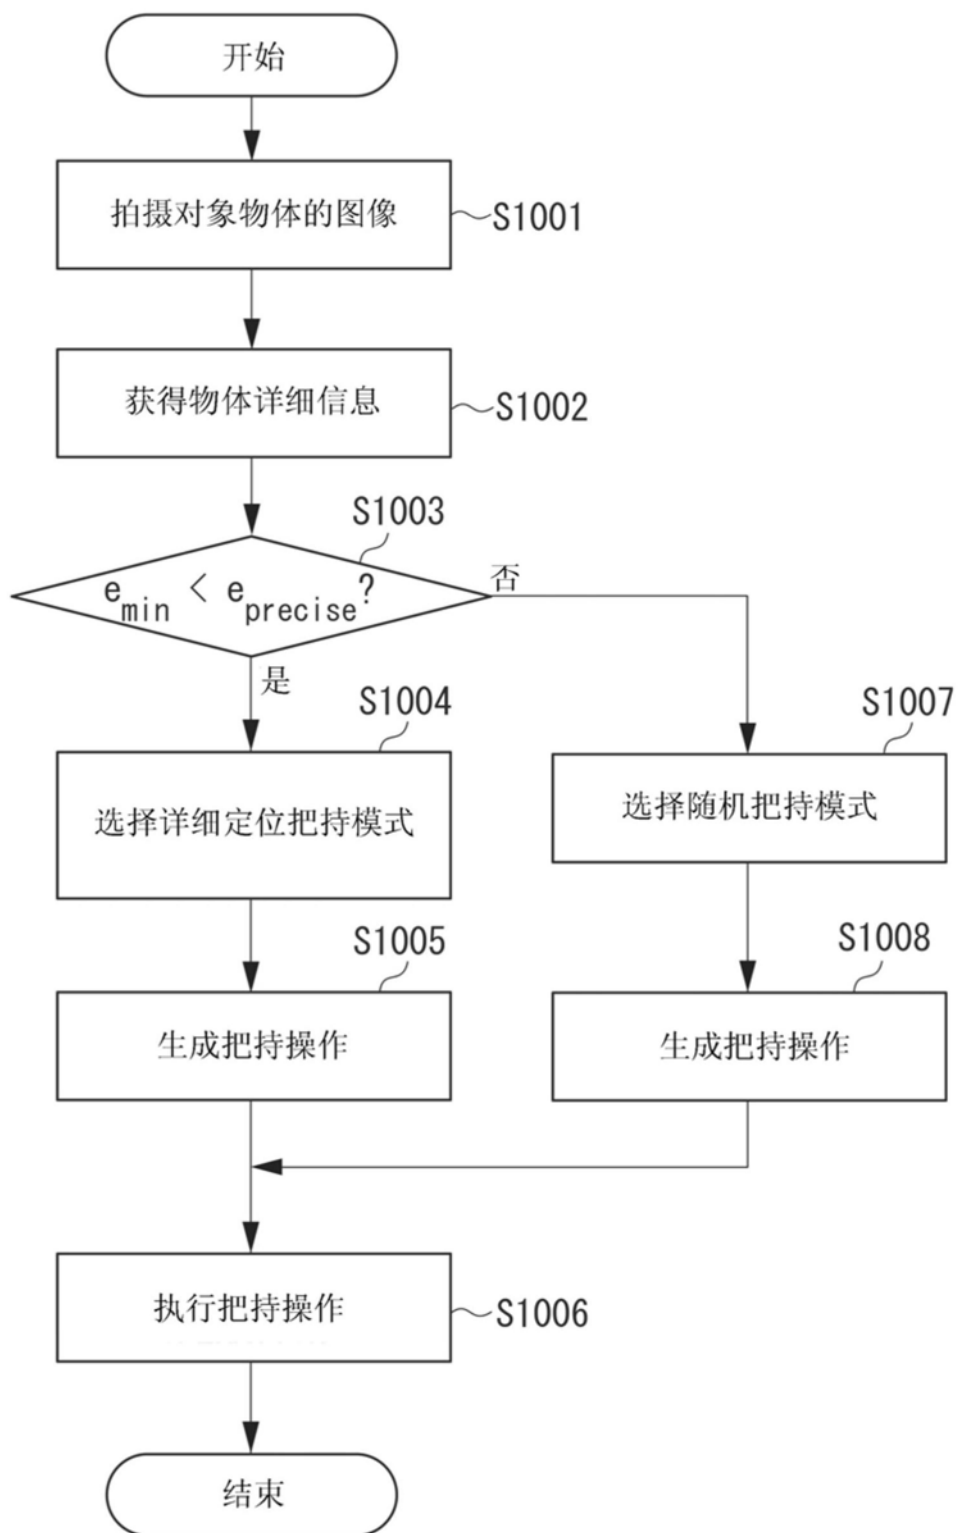 开始
拍摄对象物体的图像
S1001
获得物体详细信息
S1002
S1003
e_min < e_precise?
否
是
S1004
选择详细定位把持模式
S1007
选择随机把持模式
S1005
生成把持操作
S1008
生成把持操作
执行把持操作
S1006
结束